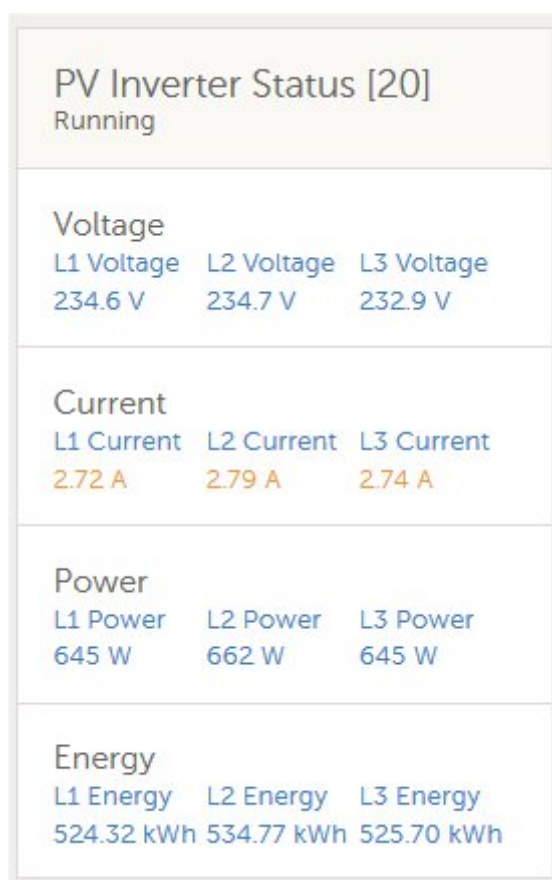 PV Inverter Status [20]
Running
Voltage
L1 Voltage L2 Voltage L3 Voltage
234.6 V 234.7 V 232.9 V
Current
L1 Current L2 Current L3 Current
2.72 A 2.79 A 2.74 A
Power
L1 Power L2 Power L3 Power
645 W 662 W 645 W
Energy
L1 Energy L2 Energy L3 Energy
524.32 kWh 534.77 kWh 525.70 kWh